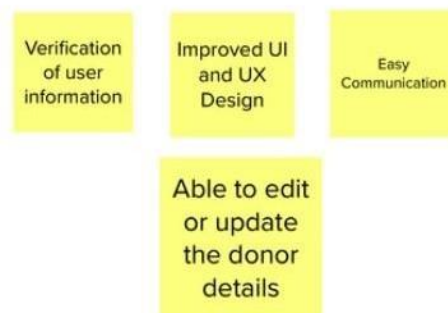 Verification
of user
information
Improved UI
and UX
Design
Easy
Communication
Able to edit
or update
the donor
details